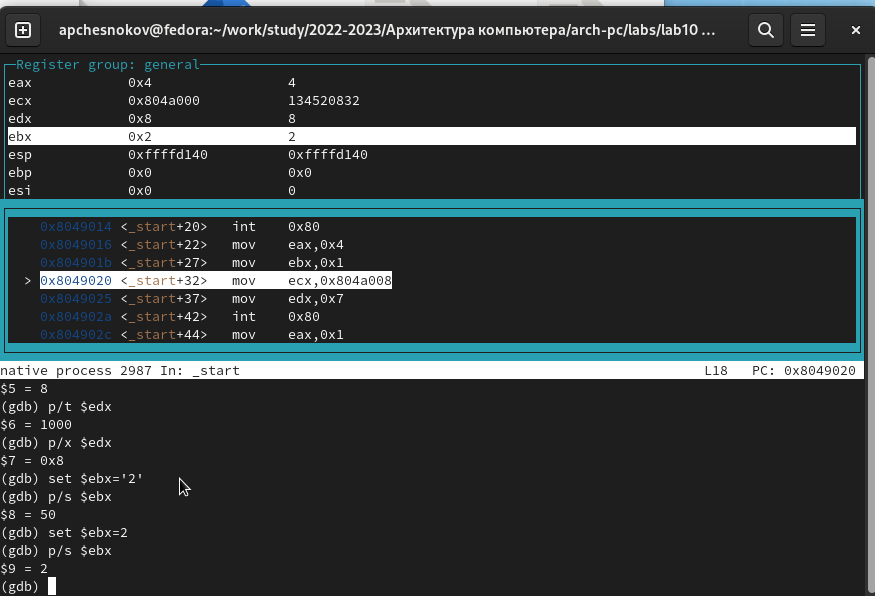 apchesnokov@fedora:~/work/study/2022-2023/Архитектура компьютера/arch-pc/labs/lab10 ...
Register group: general
eax 0x4 4
ecx 0x804a000 134520832
edx 0x8 8
ebx 0x2 2
esp 0xffffd140 0xffffd140
ebp 0x0 0x0
esi 0x0 0
0x8049014 <_start+20> int 0x80
0x8049016 <_start+22> mov eax,0x4
0x804901b <_start+27> mov ebx,0x1
> 0x8049020 <_start+32> mov ecx,0x804a008
0x8049025 <_start+37> mov edx,0x7
0x804902a <_start+42> int 0x80
0x804902c <_start+44> mov eax,0x1
native process 2987 In: _start L18 PC: 0x8049020
$5 = 8
(gdb) p/t $edx
$6 = 1000
(gdb) p/x $edx
$7 = 0x8
(gdb) set $ebx='2'
(gdb) p/s $ebx
$8 = 50
(gdb) set $ebx=2
(gdb) p/s $ebx
$9 = 2
(gdb)